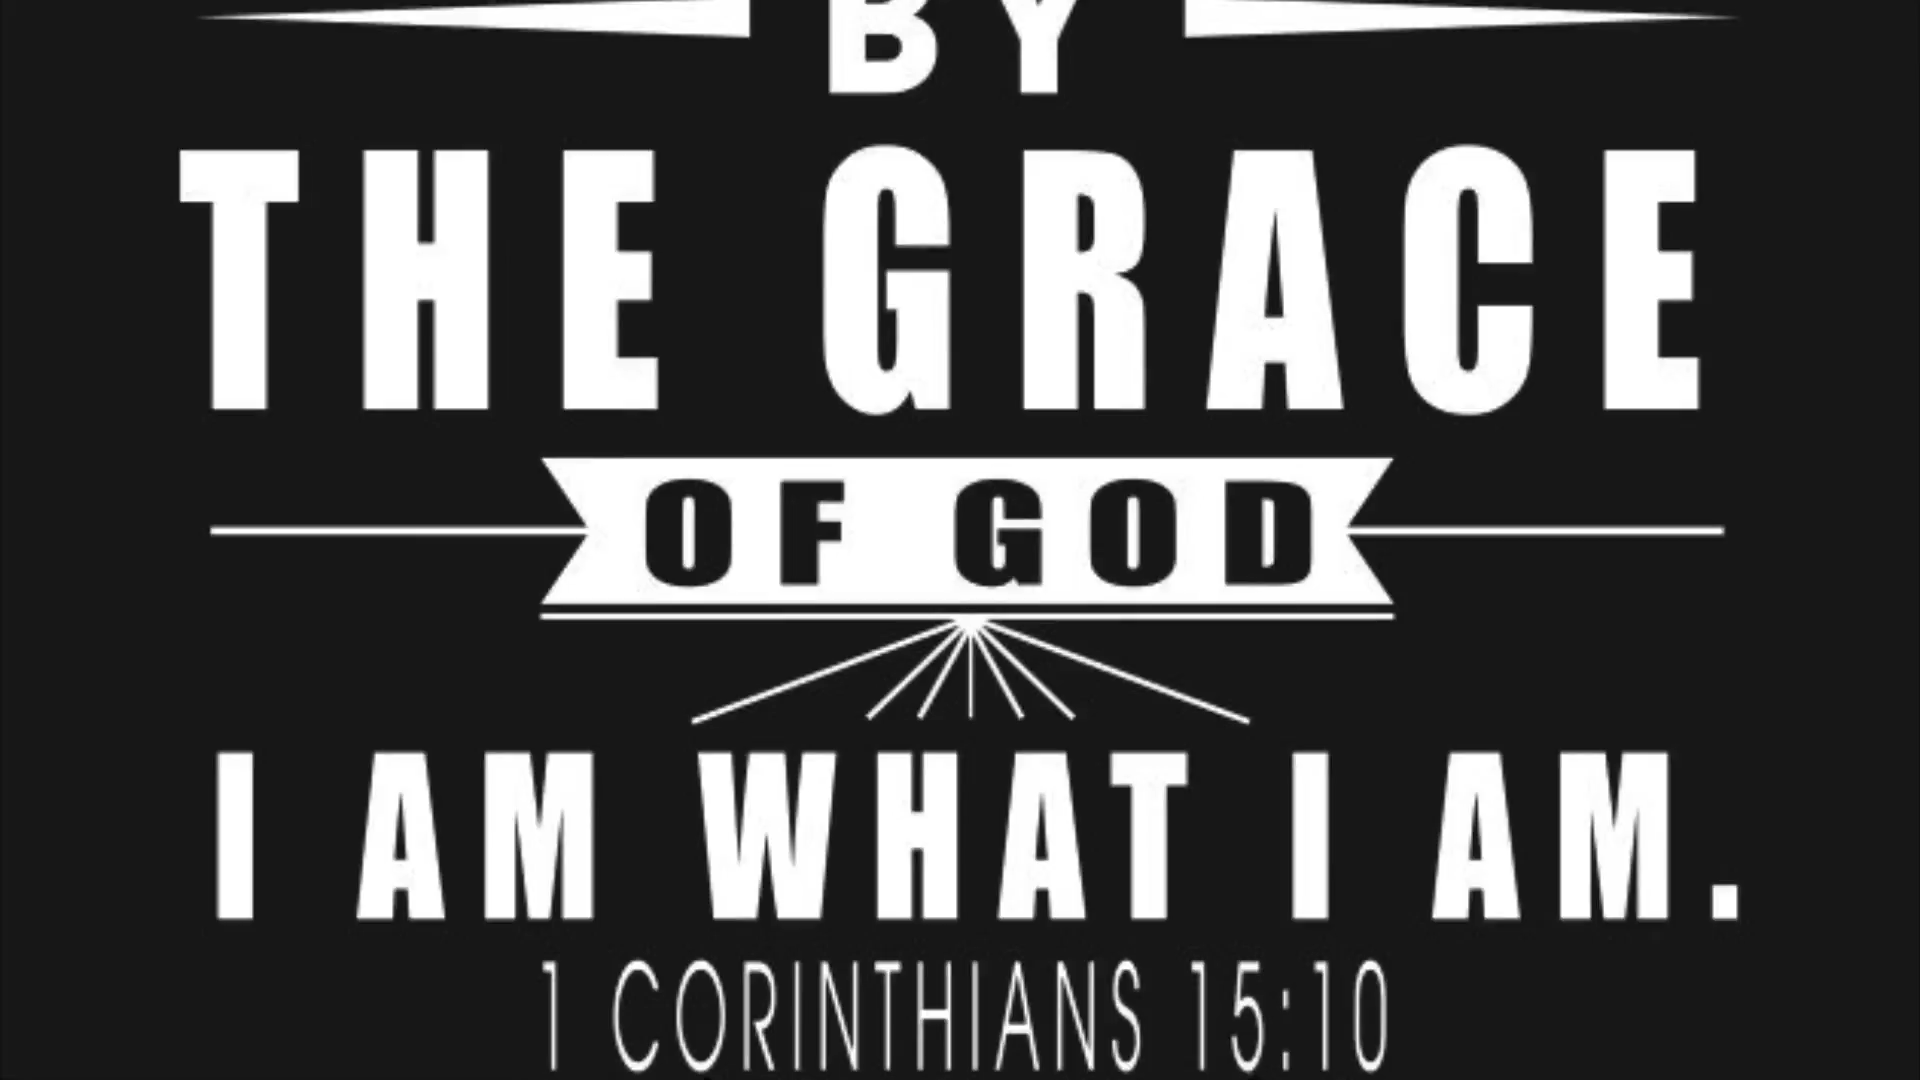 BY
THE GRACE
OF GOD
I AM WHAT I AM.
1 CORINTHIANS 15:10